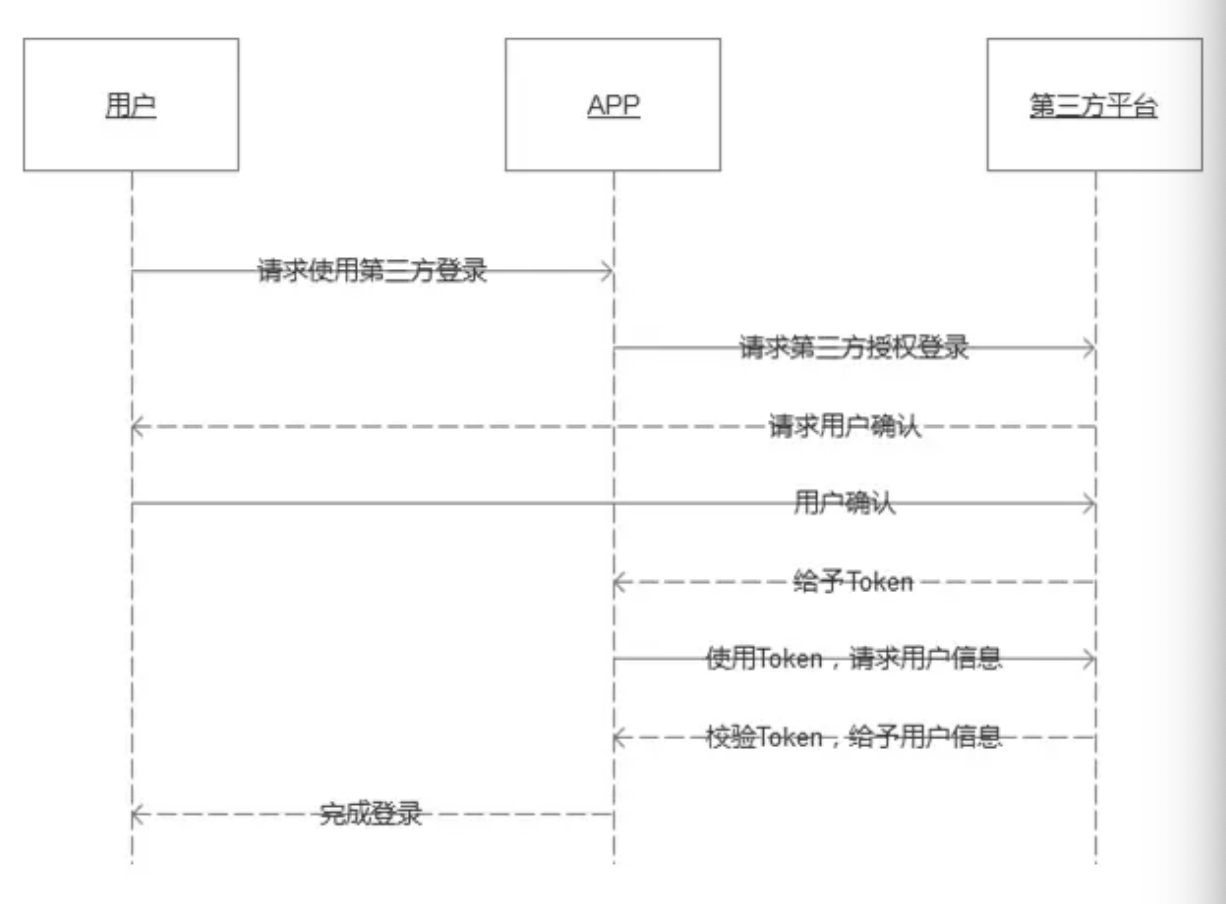 用户
APP
第三方平台
请求使用第三方登录
请求第三方授权登录
请求用户确认
用户确认
给予Token
使用Token，请求用户信息
校验Token，给予用户信息
完成登录